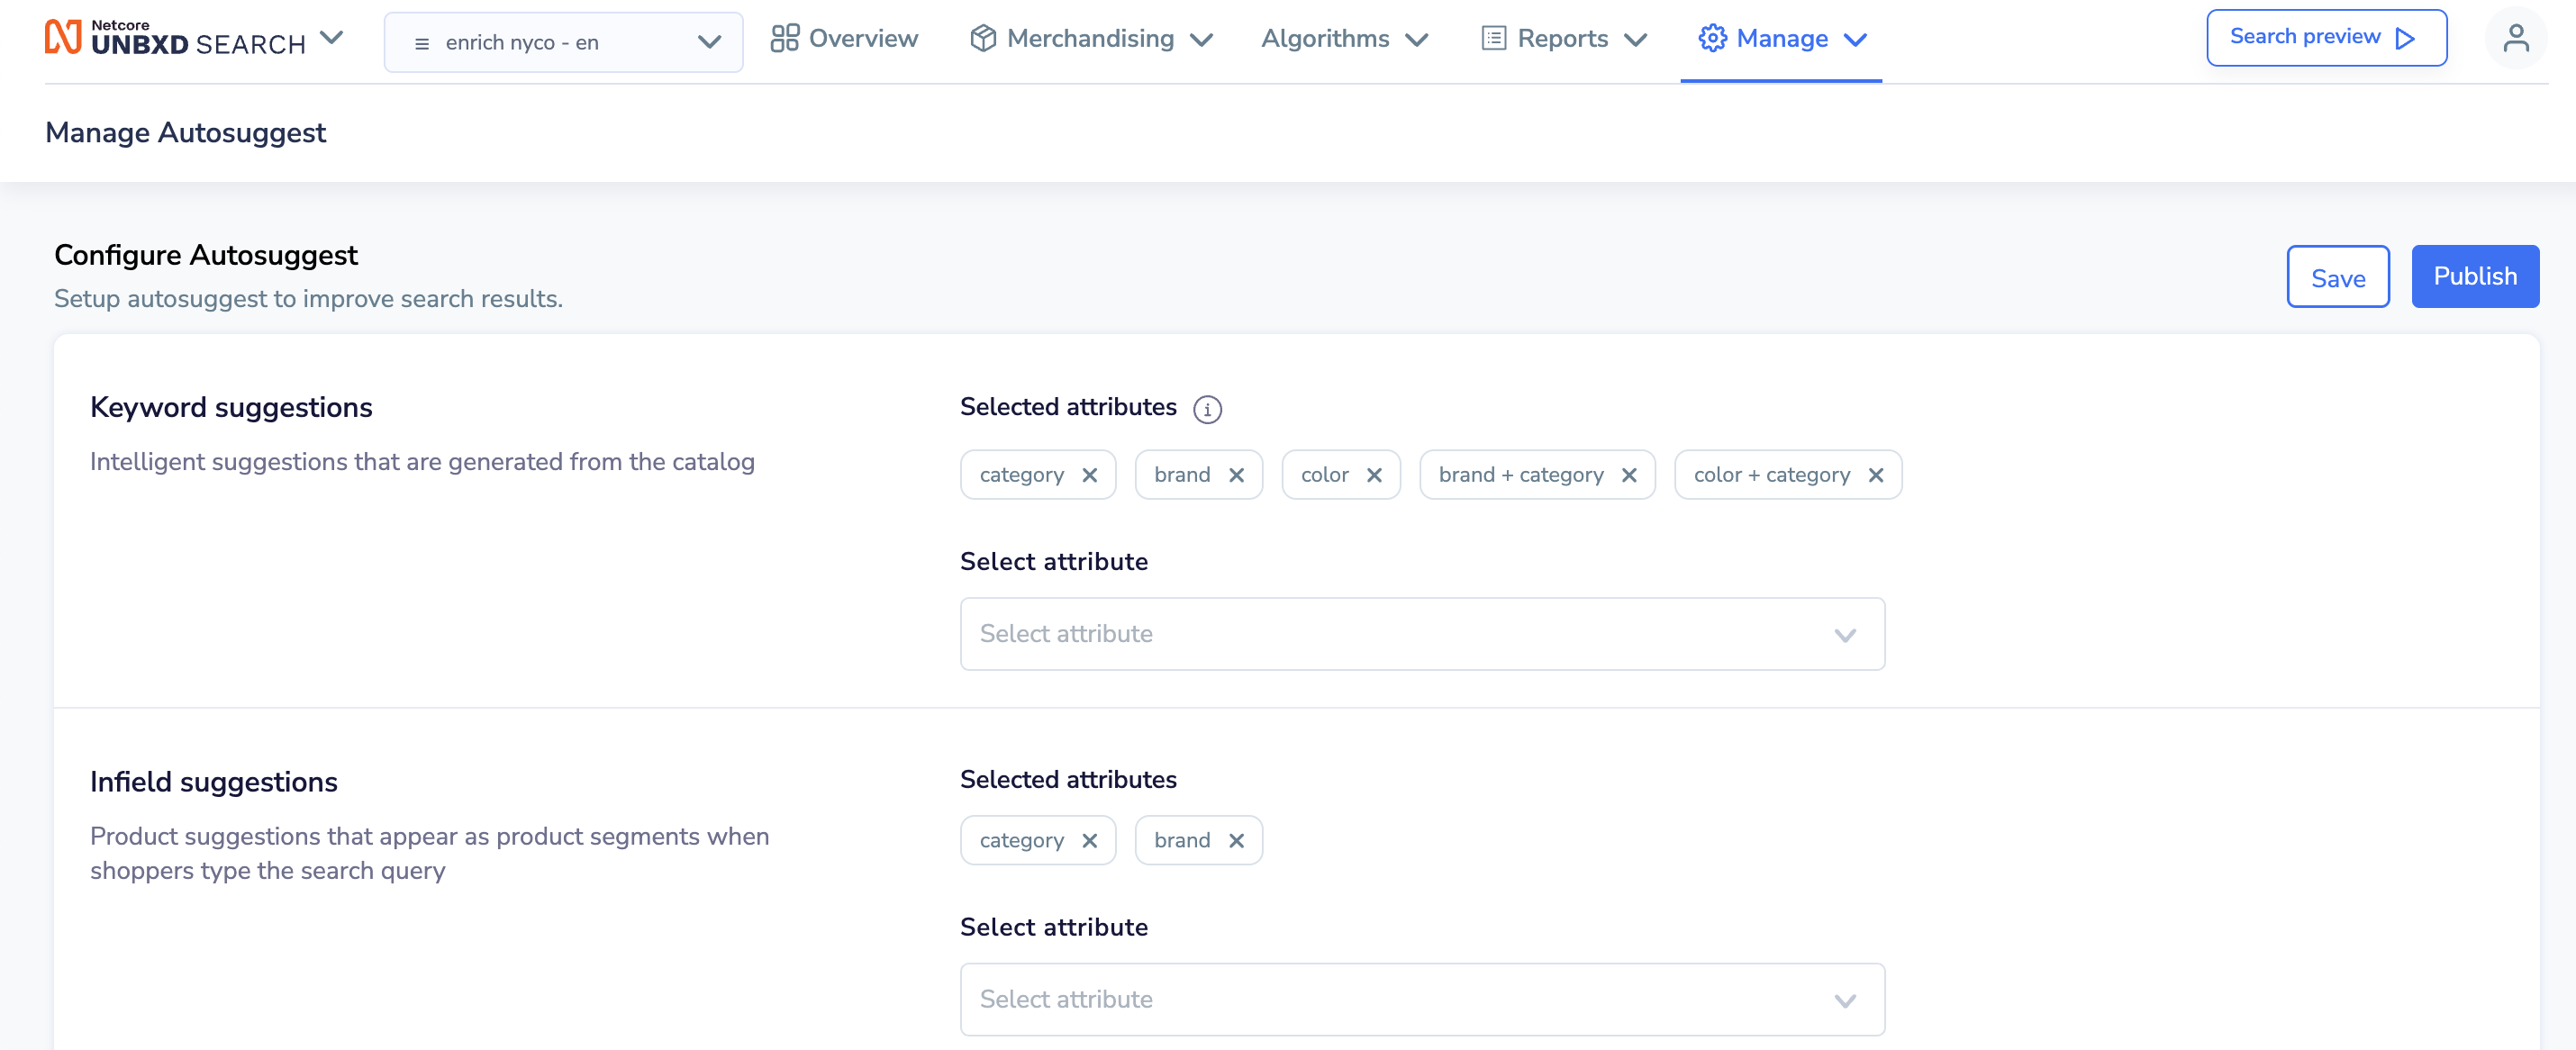 Netcore
UNBXD SEARCH
enrich nyco - en
Overview
Merchandising
Algorithms
Reports
Manage
Search preview
Manage Autosuggest
Configure Autosuggest
Setup autosuggest to improve search results.
Save
Publish
Keyword suggestions
Intelligent suggestions that are generated from the catalog
Selected attributes
category
brand
color
brand + category
color + category
Select attribute
Select attribute
Infield suggestions
Product suggestions that appear as product segments when
shoppers type the search query
Selected attributes
category
brand
Select attribute
Select attribute